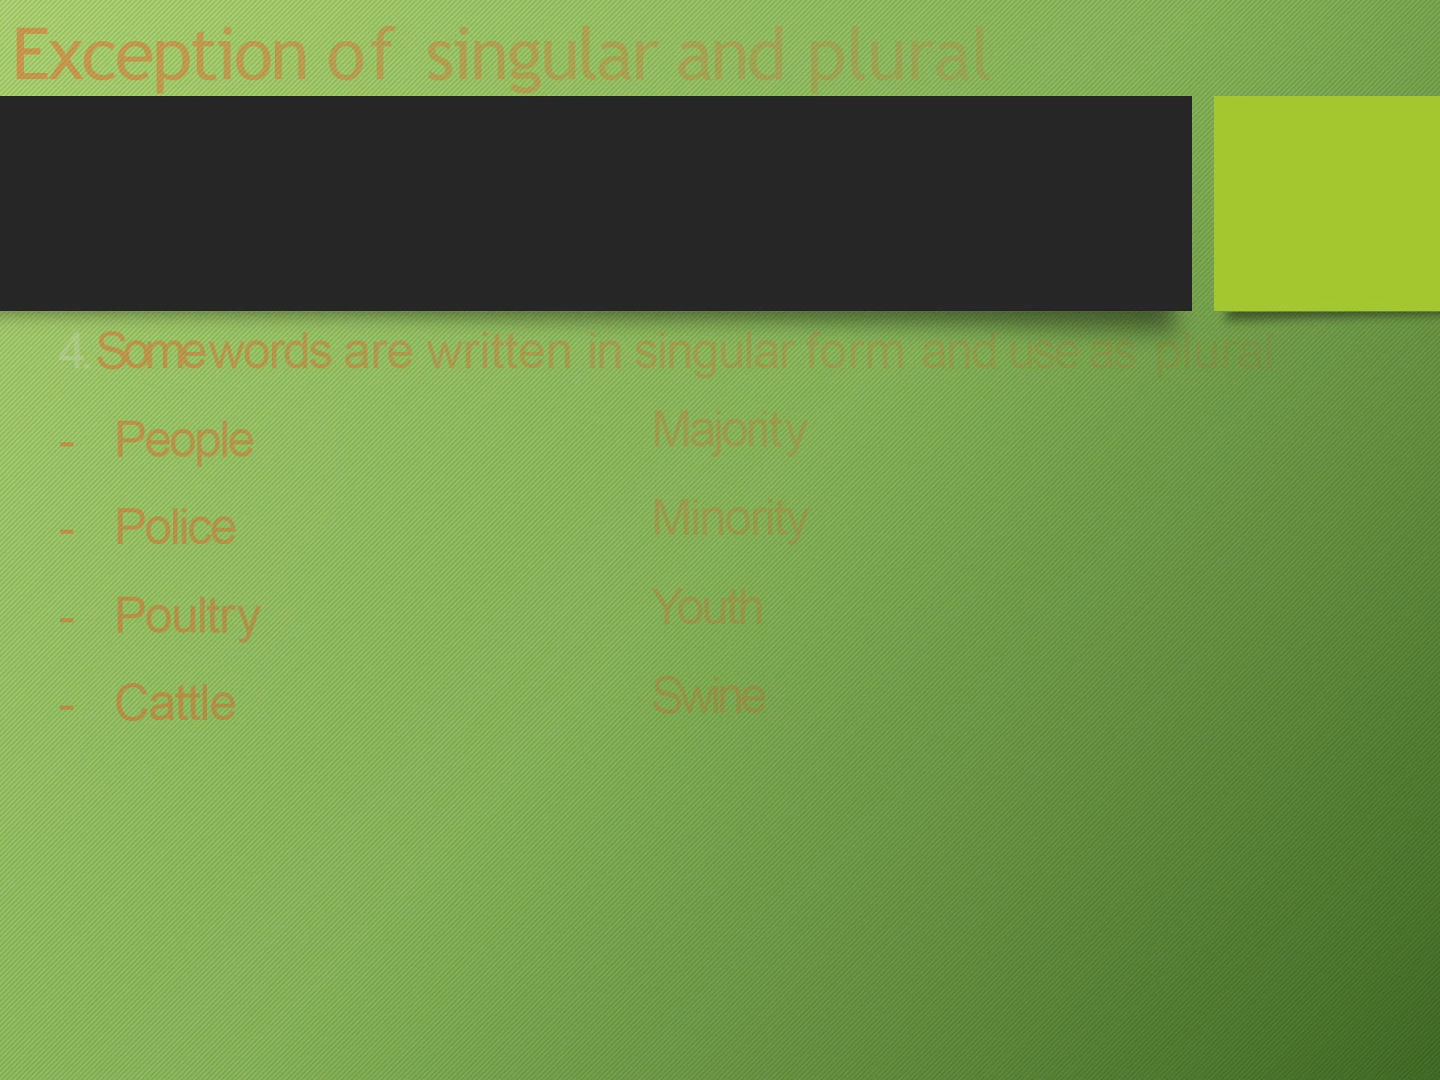 Exception of singular and plural
4. Some words are written in singular form and use as plural
- People
- Police
- Poultry
- Cattle
Majority
Minority
Youth
Swine